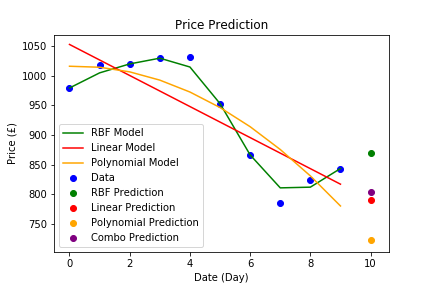 Price Prediction
Price (£)
1050
1000
950
900
850
800
750
RBF Model
Linear Model
Polynomial Model
Data
RBF Prediction
Linear Prediction
Polynomial Prediction
Combo Prediction
0 2 4 6 8 10
Date (Day)